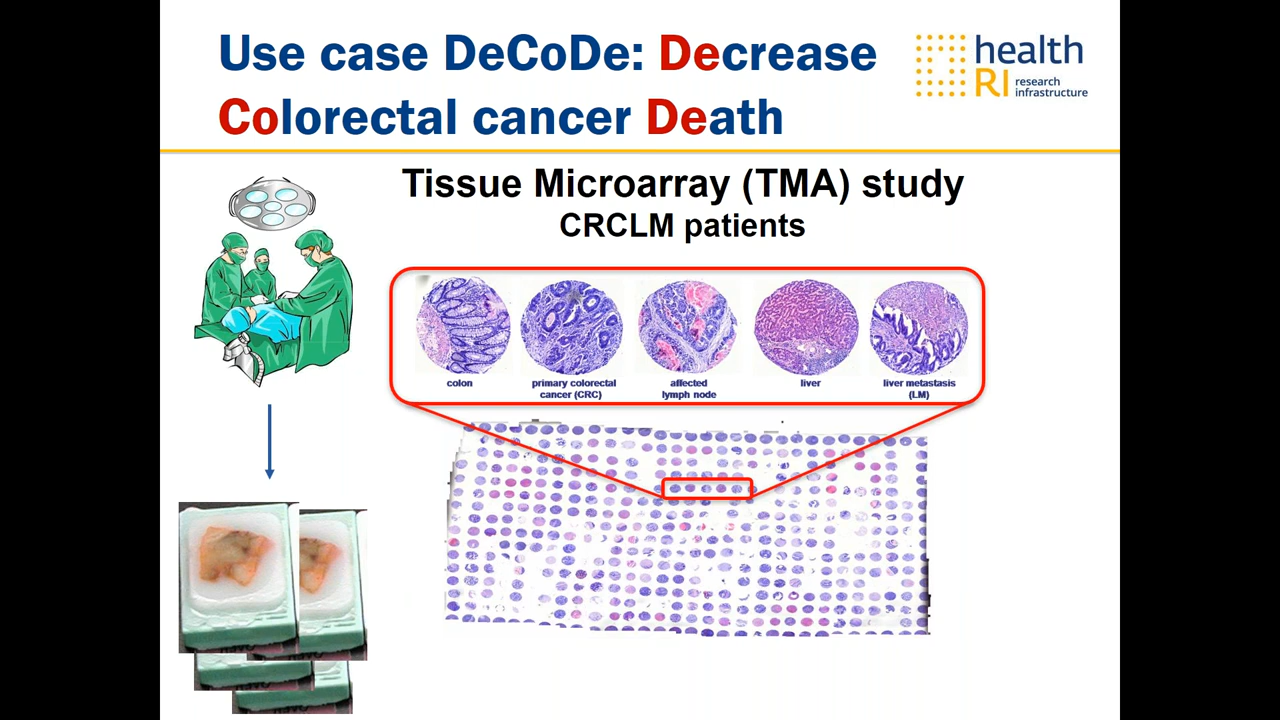 Use case DeCoDe: Decrease
Colorectal cancer Death
health
RI research
infrastructure
Tissue Microarray (TMA) study
CRCLM patients
colon
primary colorectal
cancer (CRC)
affected
lymph node
liver
liver metastasis
(LM)